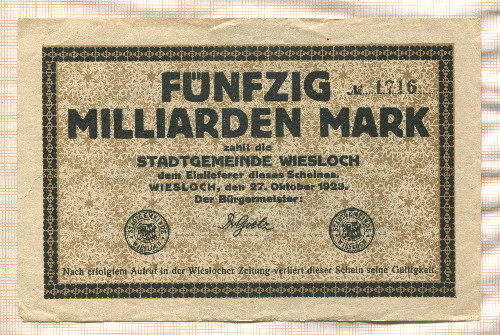 FÜNFZIG № 1716
MILLIARDEN MARK
zahlt die
STADTGEMEINDE WIESLOCH
dem Einlieferer dieses Scheines.
WIESLOCH, den 27. Oktober 1923.
Der Bürgermeister:
Nach erfolgtem Aufruf in der Wieslocher Zeitung verliert dieser Schein seine Gültigkeit.